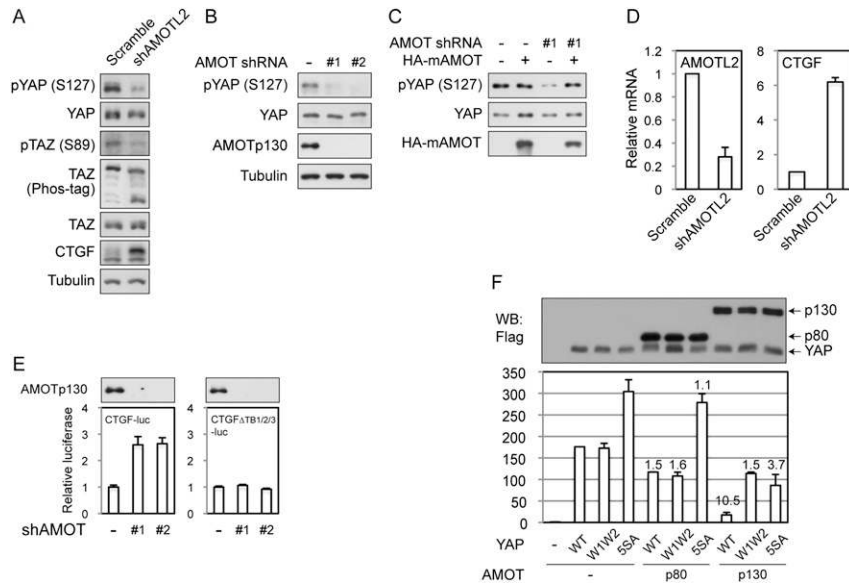 A
Scramble
shAMOTL2
pYAP (S127)
YAP
pTAZ (S89)
TAZ
(Phos-tag)
TAZ
CTGF
Tubulin
B
AMOT shRNA - #1 #2
pYAP (S127)
YAP
AMOTp130
Tubulin
C
AMOT shRNA - - #1 #1
HA-mAMOT - + - +
pYAP (S127)
YAP
HA-mAMOT
D
Relative mRNA
1.2
1
0.8
0.6
0.4
0.2
0
AMOTL2
Scramble
shAMOTL2
8
6
4
2
0
CTGF
Scramble
shAMOTL2
E
AMOTp130
Relative luciferase
4
3
2
1
0
CTGF-luc
4
3
2
1
0
CTGFΔTB1/2/3
-luc
shAMOT - #1 #2 - #1 #2
F
WB:
Flag
p130
p80
YAP
350
300
250
200
150
100
50
0
1.5 1.6 1.1 10.5 1.5 3.7
YAP - WT W1W2 5SA WT W1W2 5SA WT W1W2 5SA
AMOT - p80 p130